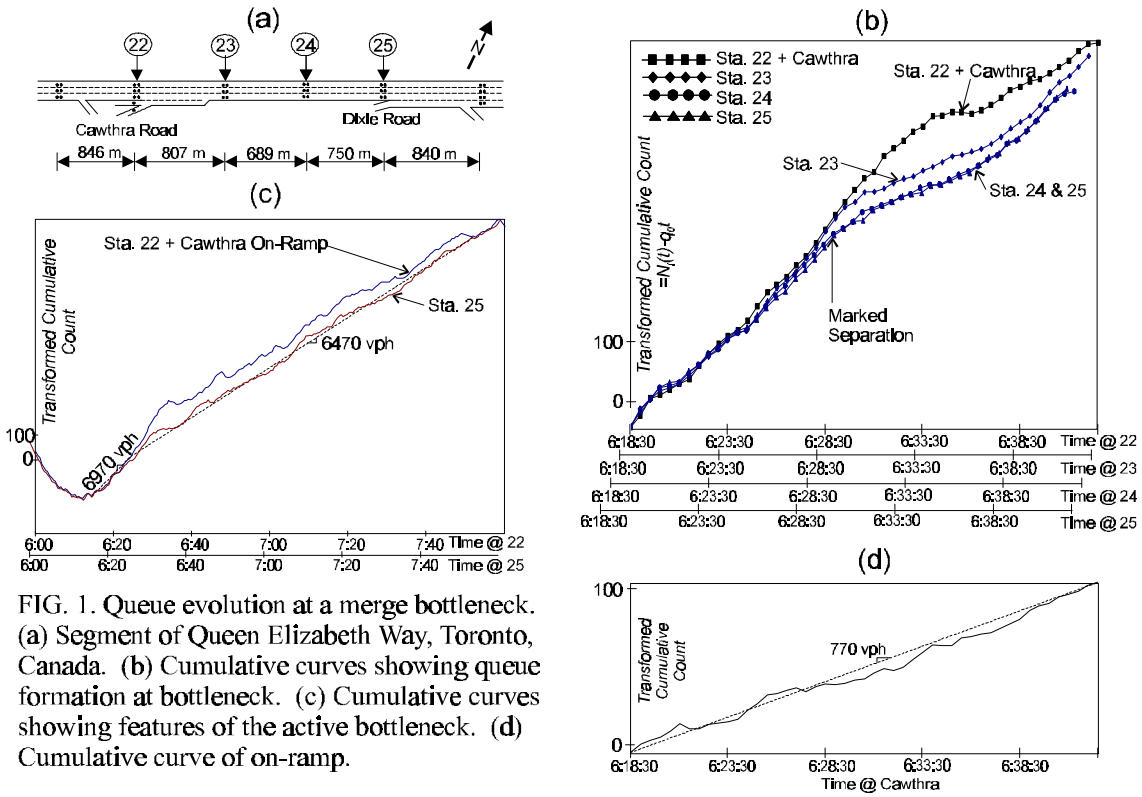 (a)
22 23 24 25
N
Cawthra Road
Dixie Road
846 m 807 m 689 m 750 m 840 m
(c)
Transformed Cumulative
Count
Sta. 22 + Cawthra On-Ramp
Sta. 25
6470 vph
6970 vph
100
0
6:00 6:20 6:40 7:00 7:20 7:40 Time @ 22
6:00 6:20 6:40 7:00 7:20 7:40 Time @ 25
FIG. 1. Queue evolution at a merge bottleneck.
(a) Segment of Queen Elizabeth Way, Toronto,
Canada. (b) Cumulative curves showing queue
formation at bottleneck. (c) Cumulative curves
showing features of the active bottleneck. (d)
Cumulative curve of on-ramp.
(b)
Sta. 22 + Cawthra
Sta. 23
Sta. 24
Sta. 25
Sta. 22 + Cawthra
Sta. 23
Sta. 24 & 25
Marked
Separation
Transformed Cumulative Count
=Ni(t)-q0t
100
0
6:18:30 6:23:30 6:28:30 6:33:30 6:38:30 Time @ 22
6:18:30 6:23:30 6:28:30 6:33:30 6:38:30 Time @ 23
6:18:30 6:23:30 6:28:30 6:33:30 6:38:30 Time @ 24
6:18:30 6:23:30 6:28:30 6:33:30 6:38:30 Time @ 25
(d)
Transformed
Cumulative
Count
100
770 vph
0
6:18:30 6:23:30 6:28:30 6:33:30 6:38:30
Time @ Cawthra